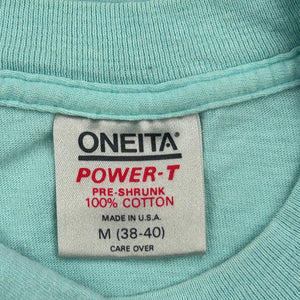 ONEITA®
POWER-T
PRE-SHRUNK
100% COTTON
MADE IN U.S.A.
M (38-40)
CARE OVER